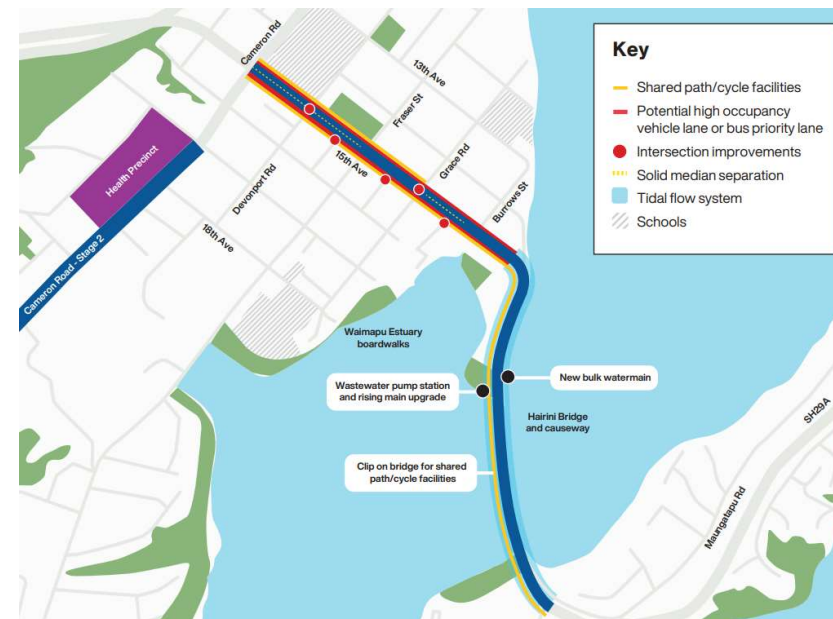 Cameron Rd
13th Ave
Fraser St
Grace Rd
15th Ave
Burrows St
Devonport Rd
18th Ave
Health Precinct
Cameron Road - Stage 2
Waimapu Estuary
boardwalks
Wastewater pump station
and rising main upgrade
New bulk watermain
Hairini Bridge
and causeway
Clip on bridge for shared
path/cycle facilities
SH29A
Maungatapu Rd
Key
Shared path/cycle facilities
Potential high occupancy
vehicle lane or bus priority lane
Intersection improvements
Solid median separation
Tidal flow system
Schools